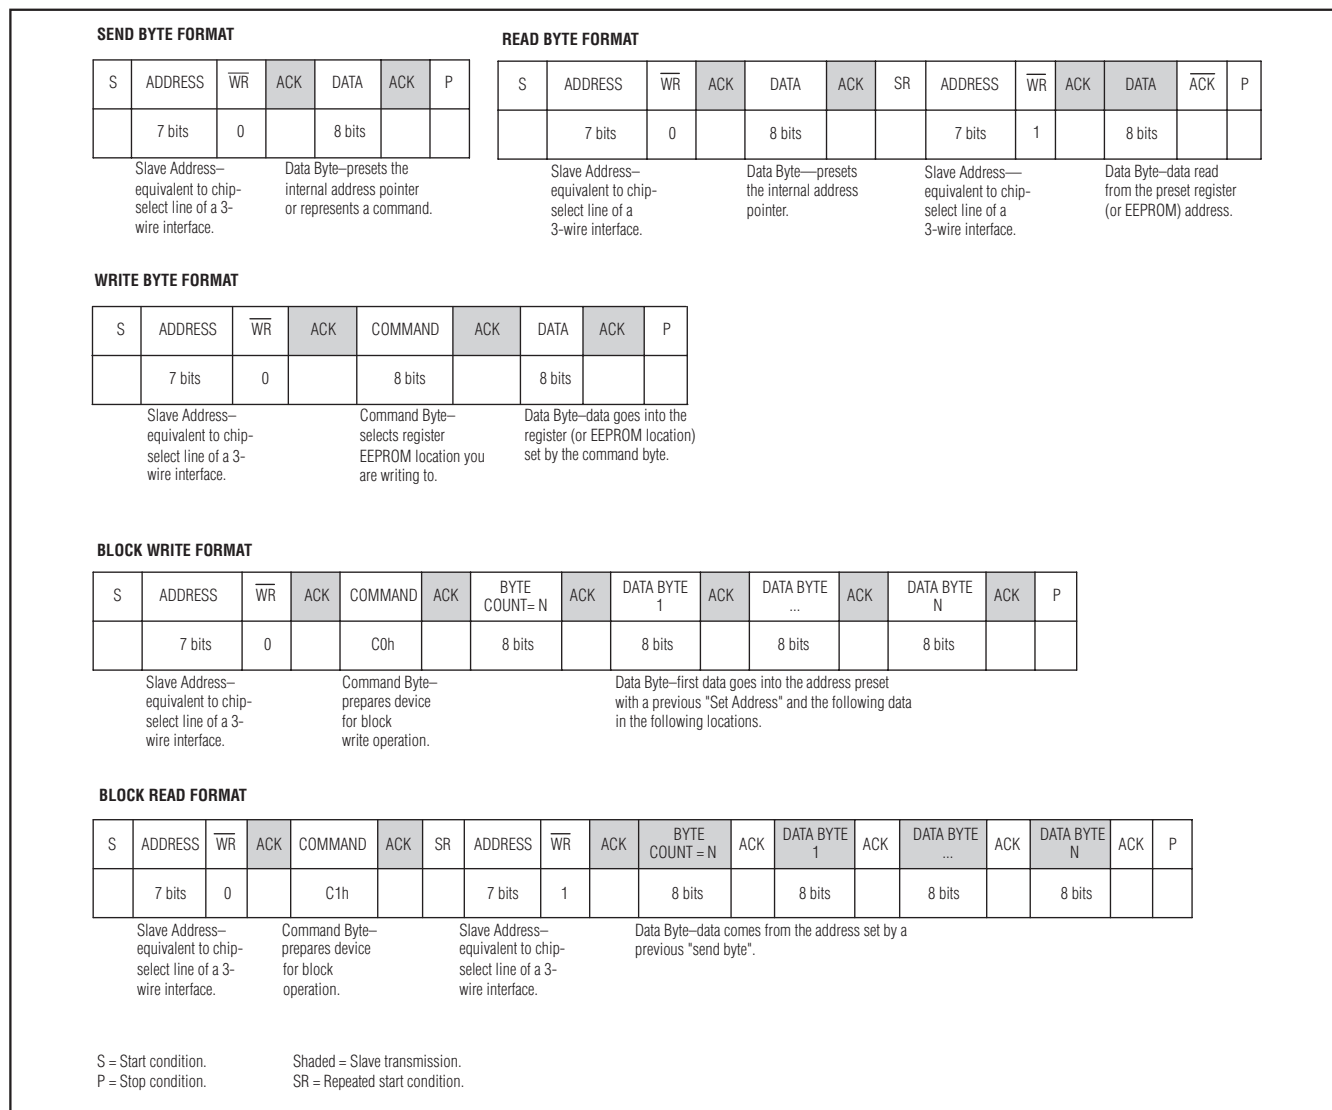 SEND BYTE FORMAT
S ADDRESS WR ACK DATA ACK P
7 bits 0 8 bits
Slave Address–
equivalent to chip-
select line of a 3-
wire interface.
Data Byte–presets the
internal address pointer
or represents a command.
READ BYTE FORMAT
S ADDRESS WR ACK DATA ACK SR ADDRESS WR ACK DATA ACK P
7 bits 0 8 bits 7 bits 1 8 bits
Slave Address–
equivalent to chip-
select line of a
3-wire interface.
Data Byte—presets
the internal address
pointer.
Slave Address—
equivalent to chip-
select line of a
3-wire interface.
Data Byte–data read
from the preset register
(or EEPROM) address.
WRITE BYTE FORMAT
S ADDRESS WR ACK COMMAND ACK DATA ACK P
7 bits 0 8 bits 8 bits
Slave Address–
equivalent to chip-
select line of a 3-
wire interface.
Command Byte–
selects register
EEPROM location you
are writing to.
Data Byte–data goes into the
register (or EEPROM location)
set by the command byte.
BLOCK WRITE FORMAT
S ADDRESS WR ACK COMMAND ACK BYTE COUNT= N ACK DATA BYTE 1 ACK DATA BYTE ... ACK DATA BYTE N ACK P
7 bits 0 C0h 8 bits 8 bits 8 bits 8 bits
Slave Address–
equivalent to chip-
select line of a 3-
wire interface.
Command Byte–
prepares device
for block
write operation.
Data Byte–first data goes into the address preset
with a previous "Set Address" and the following data
in the following locations.
BLOCK READ FORMAT
S ADDRESS WR ACK COMMAND ACK SR ADDRESS WR ACK BYTE COUNT = N ACK DATA BYTE 1 ACK DATA BYTE ... ACK DATA BYTE N ACK P
7 bits 0 C1h 7 bits 1 8 bits 8 bits 8 bits 8 bits
Slave Address–
equivalent to chip-
select line of a 3-
wire interface.
Command Byte–
prepares device
for block
operation.
Slave Address–
equivalent to chip-
select line of a 3-
wire interface.
Data Byte–data comes from the address set by a
previous "send byte".
S = Start condition.
P = Stop condition.
Shaded = Slave transmission.
SR = Repeated start condition.